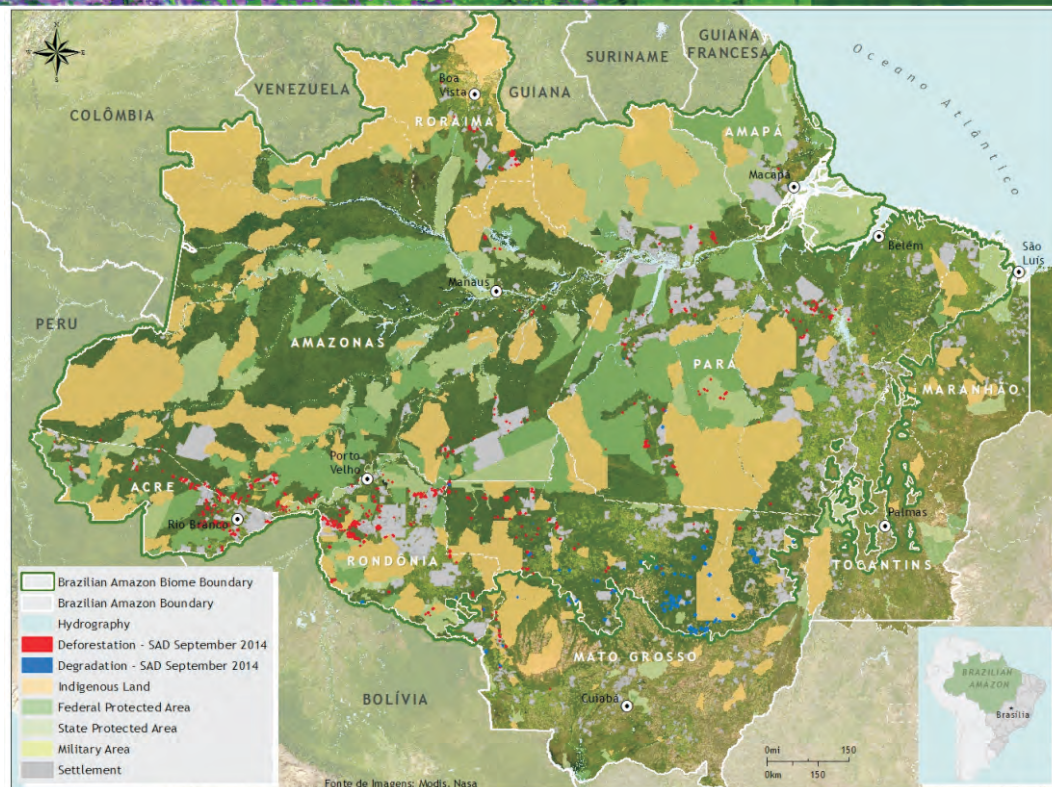 N
W
E
S
COLÔMBIA
VENEZUELA
GUIANA
SURINAME
GUIANA
FRANCESA
Oceano Atlântico
Boa
Vista
RORAIMA
AMAPÁ
Macapá
Belém
São
Luís
Manaus
PERU
AMAZONAS
PARÁ
MARANHÃO
Porto
Velho
ACRE
Rio Branco
Palmas
RONDÔNIA
TOCANTINS
MATO GROSSO
BOLÍVIA
Cuiabá
Brazilian Amazon Biome Boundary
Brazilian Amazon Boundary
Hydrography
Deforestation - SAD September 2014
Degradation - SAD September 2014
Indigenous Land
Federal Protected Area
State Protected Area
Military Area
Settlement
Fonte de Imagens: Modis, Nasa
0mi 150
0km 150
BRAZILIAN
AMAZON
Brasília